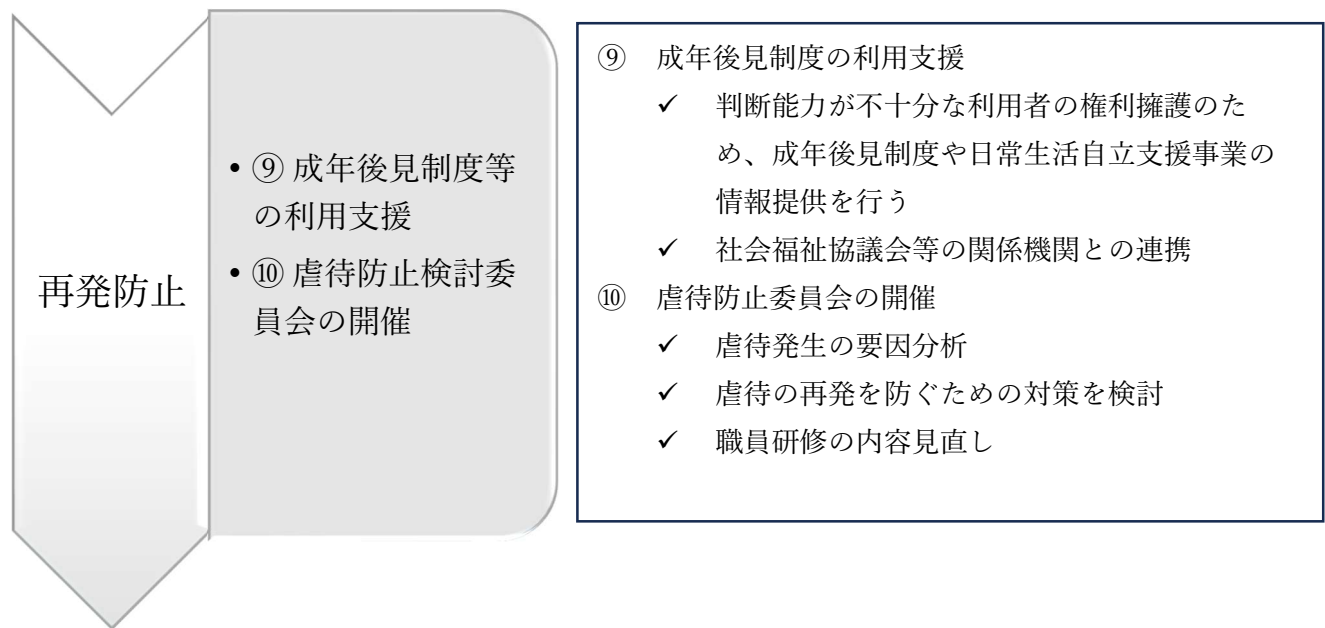 再発防止
• ⑨ 成年後見制度等
の利用支援
• ⑩ 虐待防止検討委
員会の開催
⑨ 成年後見制度の利用支援
✓ 判断能力が不十分な利用者の権利擁護のた
め、成年後見制度や日常生活自立支援事業の
情報提供を行う
✓ 社会福祉協議会等の関係機関との連携
⑩ 虐待防止委員会の開催
✓ 虐待発生の要因分析
✓ 虐待の再発を防ぐための対策を検討
✓ 職員研修の内容見直し